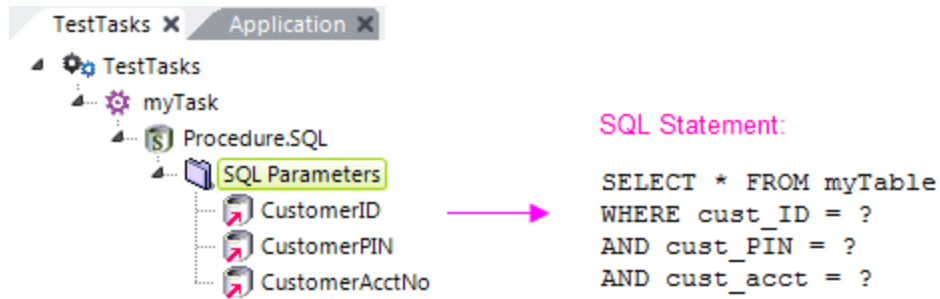 TestTasks Application
TestTasks
myTask
Procedure.SQL
SQL Parameters
CustomerID
CustomerPIN
CustomerAcctNo
SQL Statement:
SELECT * FROM myTable
WHERE cust_ID = ?
AND cust_PIN = ?
AND cust_acct = ?